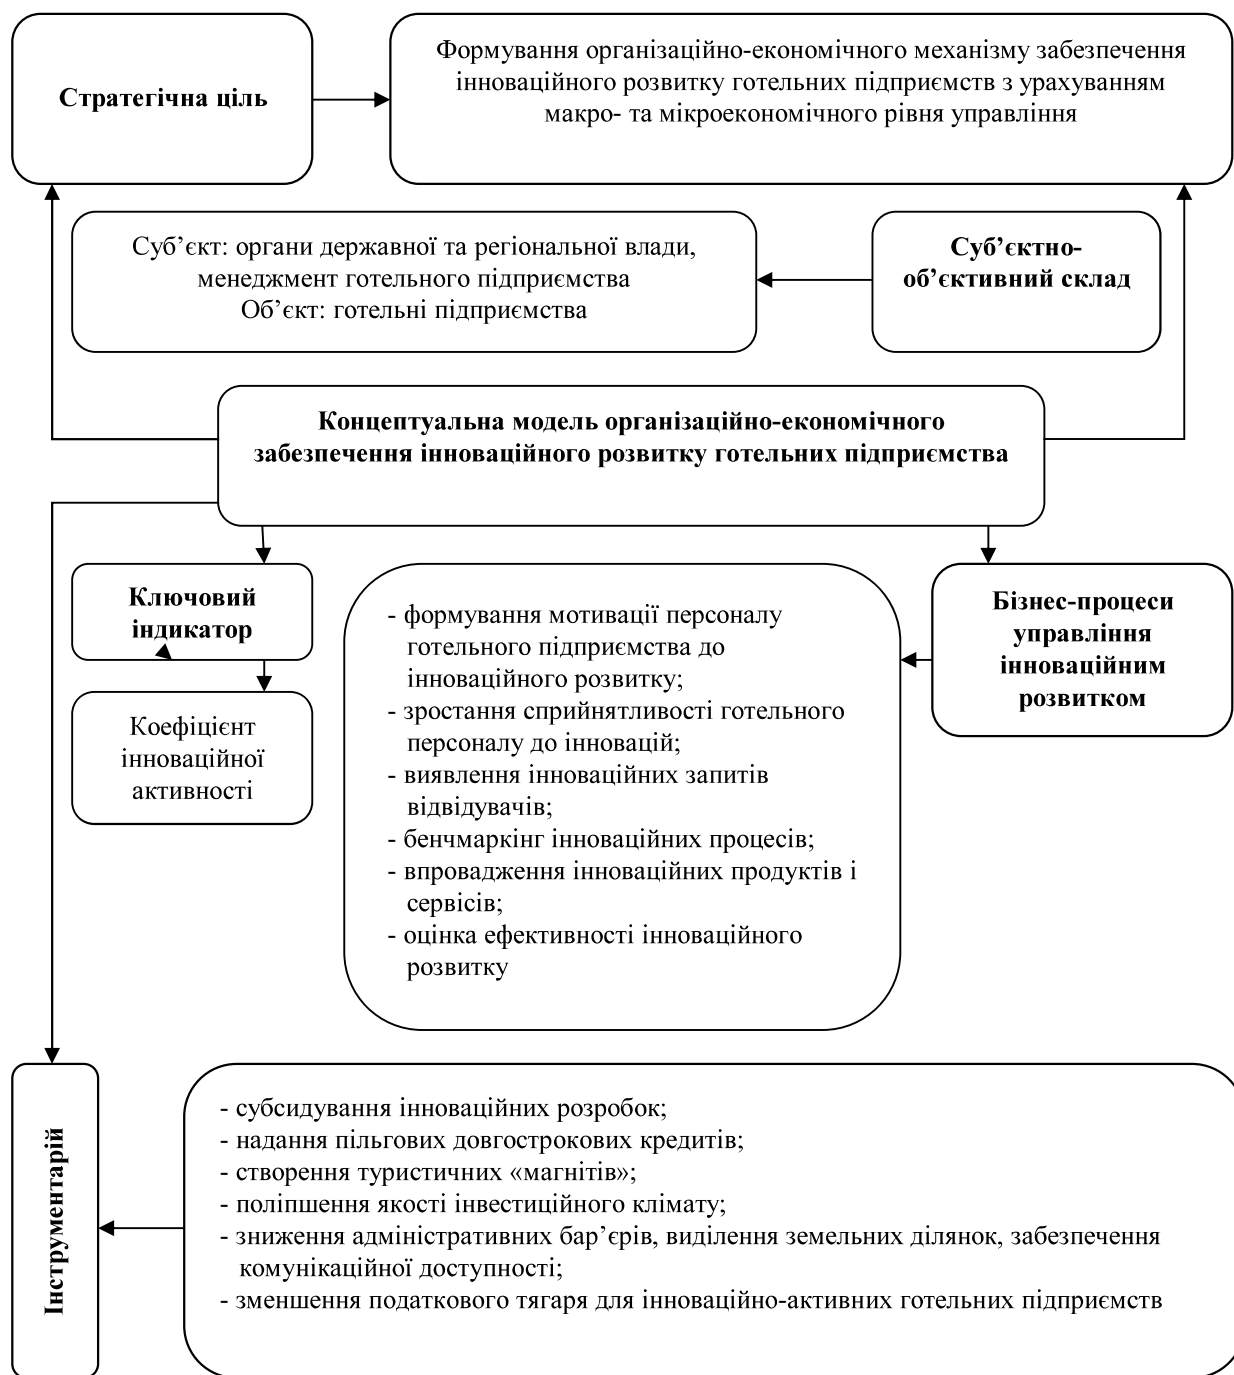 Стратегічна ціль
Формування організаційно-економічного механізму забезпечення
інноваційного розвитку готельних підприємств з урахуванням
макро- та мікроекономічного рівня управління
Суб’єкт: органи державної та регіональної влади,
менеджмент готельного підприємства
Об’єкт: готельні підприємства
Суб’єктно-
об’єктивний склад
Концептуальна модель організаційно-економічного
забезпечення інноваційного розвитку готельних підприємства
Ключовий
індикатор
Коефіцієнт
інноваційної
активності
- формування мотивації персоналу
готельного підприємства до
інноваційного розвитку;
- зростання сприйнятливості готельного
персоналу до інновацій;
- виявлення інноваційних запитів
відвідувачів;
- бенчмаркінг інноваційних процесів;
- впровадження інноваційних продуктів і
сервісів;
- оцінка ефективності інноваційного
розвитку
Бізнес-процеси
управління
інноваційним
розвитком
Інструментарій
- субсидування інноваційних розробок;
- надання пільгових довгострокових кредитів;
- створення туристичних «магнітів»;
- поліпшення якості інвестиційного клімату;
- зниження адміністративних бар’єрів, виділення земельних ділянок, забезпечення
комунікаційної доступності;
- зменшення податкового тягаря для інноваційно-активних готельних підприємств